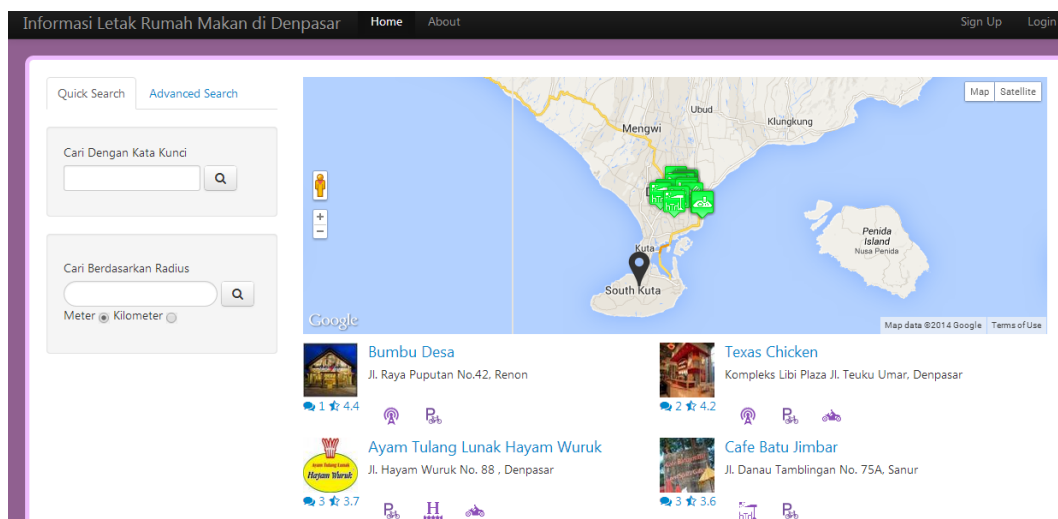 Informasi Letak Rumah Makan di Denpasar Home About Sign Up Login
Quick Search Advanced Search
Cari Dengan Kata Kunci
Cari Berdasarkan Radius
Meter Kilometer
Map Satellite
Ubud
Klungkung
Mengwi
Kuta
South Kuta
Penida
Island
Nusa Penida
Google
Map data ©2014 Google Terms of Use
Bumbu Desa
Jl. Raya Puputan No.42, Renon
1 4.4
Texas Chicken
Kompleks Libi Plaza Jl. Teuku Umar, Denpasar
2 4.2
Ayam Tulang Lunak Hayam Wuruk
Jl. Hayam Wuruk No. 88 , Denpasar
Ayam Tulang Lunak
Hayam Wuruk
3 3.7
H
Cafe Batu Jimbar
Jl. Danau Tamblingan No. 75A, Sanur
3 3.6